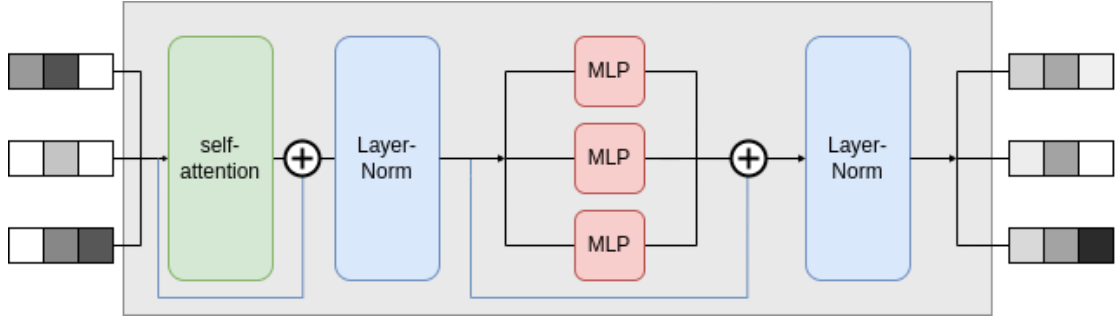 self-
attention
Layer-
Norm
MLP
MLP
MLP
Layer-
Norm